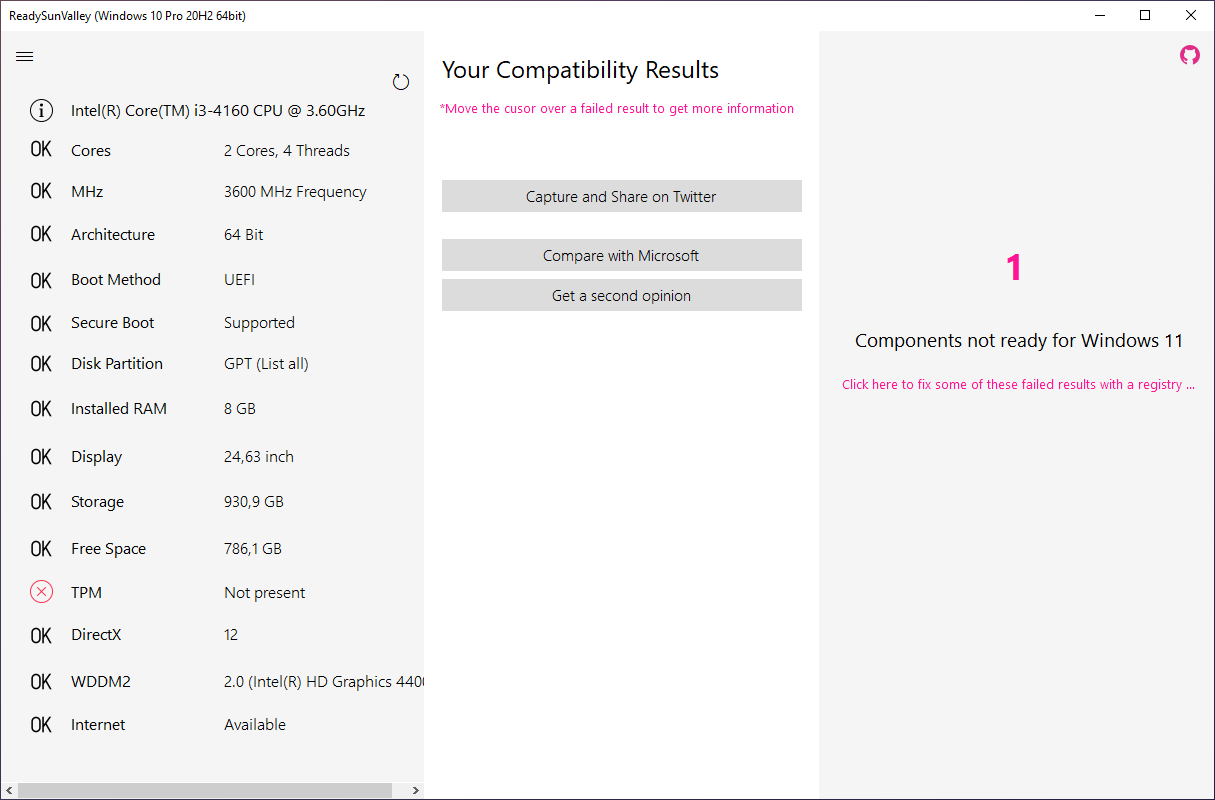 ReadySunValley (Windows 10 Pro 20H2 64bit)
Intel(R) Core(TM) i3-4160 CPU @ 3.60GHz
OK Cores 2 Cores, 4 Threads
OK MHz 3600 MHz Frequency
OK Architecture 64 Bit
OK Boot Method UEFI
OK Secure Boot Supported
OK Disk Partition GPT (List all)
OK Installed RAM 8 GB
OK Display 24,63 inch
OK Storage 930,9 GB
OK Free Space 786,1 GB
TPM Not present
OK DirectX 12
OK WDDM2 2.0 (Intel(R) HD Graphics 440
OK Internet Available
Your Compatibility Results
*Move the cusor over a failed result to get more information
Capture and Share on Twitter
Compare with Microsoft
Get a second opinion
1
Components not ready for Windows 11
Click here to fix some of these failed results with a registry ...